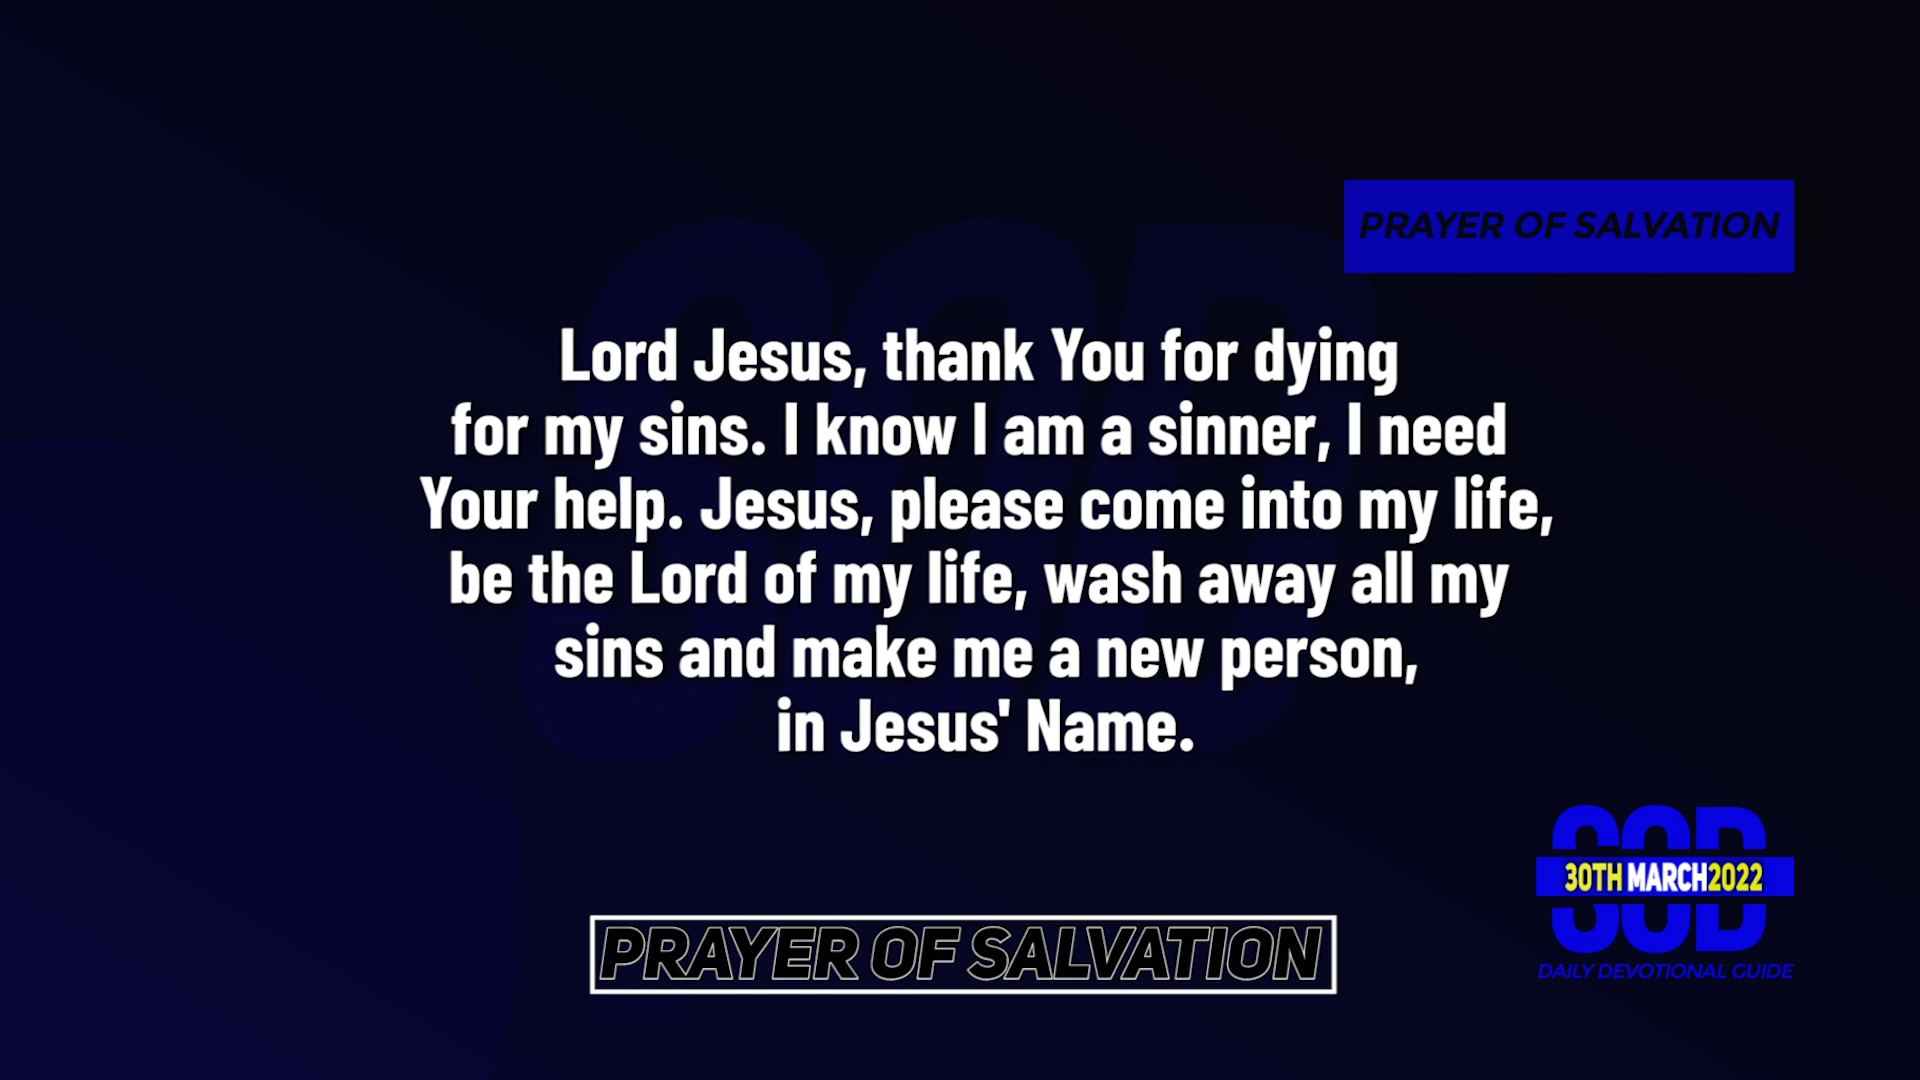 PRAYER OF SALVATION
Lord Jesus, thank You for dying
for my sins. I know I am a sinner, I need
Your help. Jesus, please come into my life,
be the Lord of my life, wash away all my
sins and make me a new person,
in Jesus' Name.
SOD
30TH MARCH2022
DAILY DEVOTIONAL GUIDE
PRAYER OF SALVATION